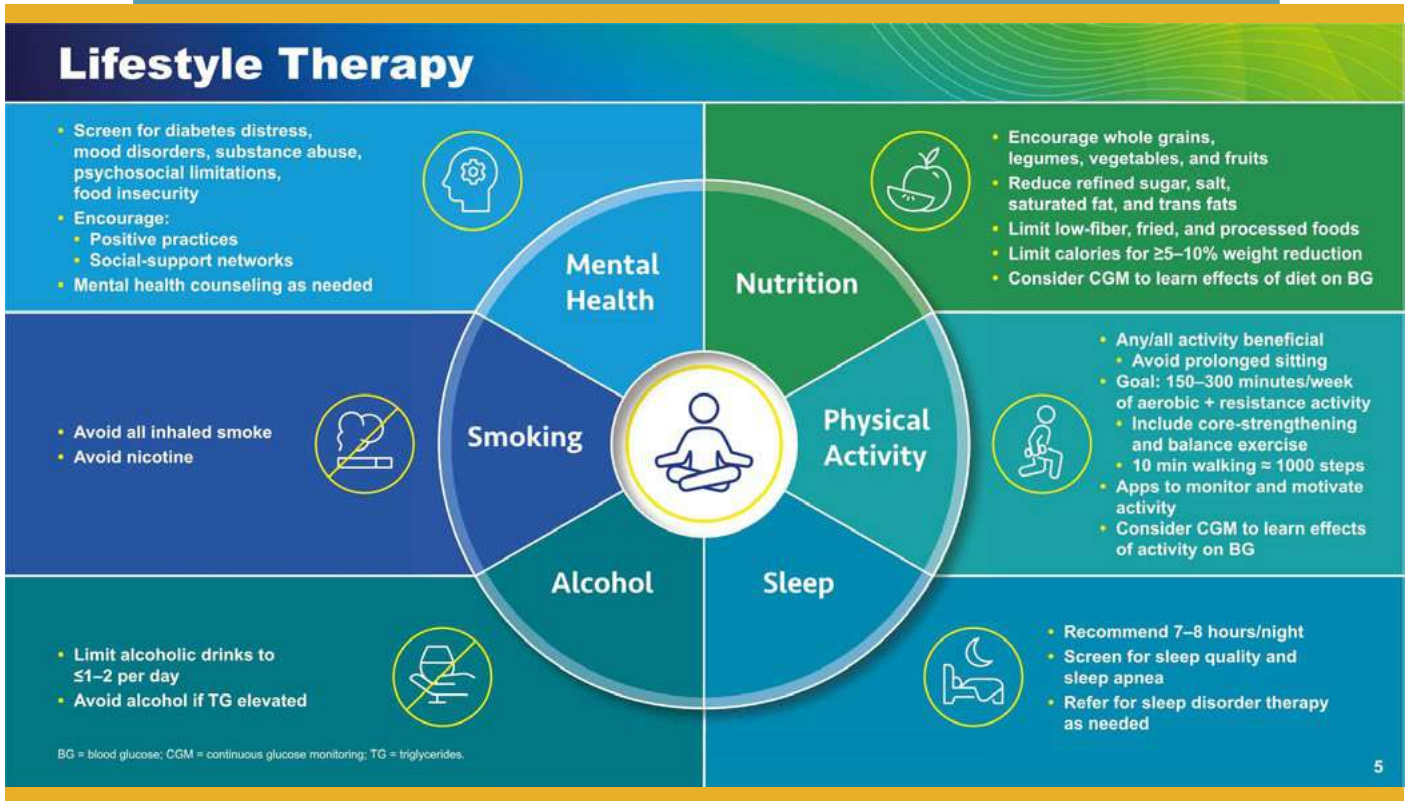 Lifestyle Therapy
• Screen for diabetes distress,
mood disorders, substance abuse,
psychosocial limitations,
food insecurity
• Encourage:
• Positive practices
• Social-support networks
• Mental health counseling as needed
Mental
Health
Nutrition
• Encourage whole grains,
legumes, vegetables, and fruits
• Reduce refined sugar, salt,
saturated fat, and trans fats
• Limit low-fiber, fried, and processed foods
• Limit calories for ≥5–10% weight reduction
• Consider CGM to learn effects of diet on BG
• Avoid all inhaled smoke
• Avoid nicotine
Smoking
Physical
Activity
• Any/all activity beneficial
• Avoid prolonged sitting
• Goal: 150–300 minutes/week
of aerobic + resistance activity
• Include core-strengthening
and balance exercise
• 10 min walking ≈ 1000 steps
• Apps to monitor and motivate
activity
• Consider CGM to learn effects
of activity on BG
• Limit alcoholic drinks to
≤1–2 per day
• Avoid alcohol if TG elevated
Alcohol
Sleep
• Recommend 7–8 hours/night
• Screen for sleep quality and
sleep apnea
• Refer for sleep disorder therapy
as needed
BG = blood glucose; CGM = continuous glucose monitoring; TG = triglycerides.
5